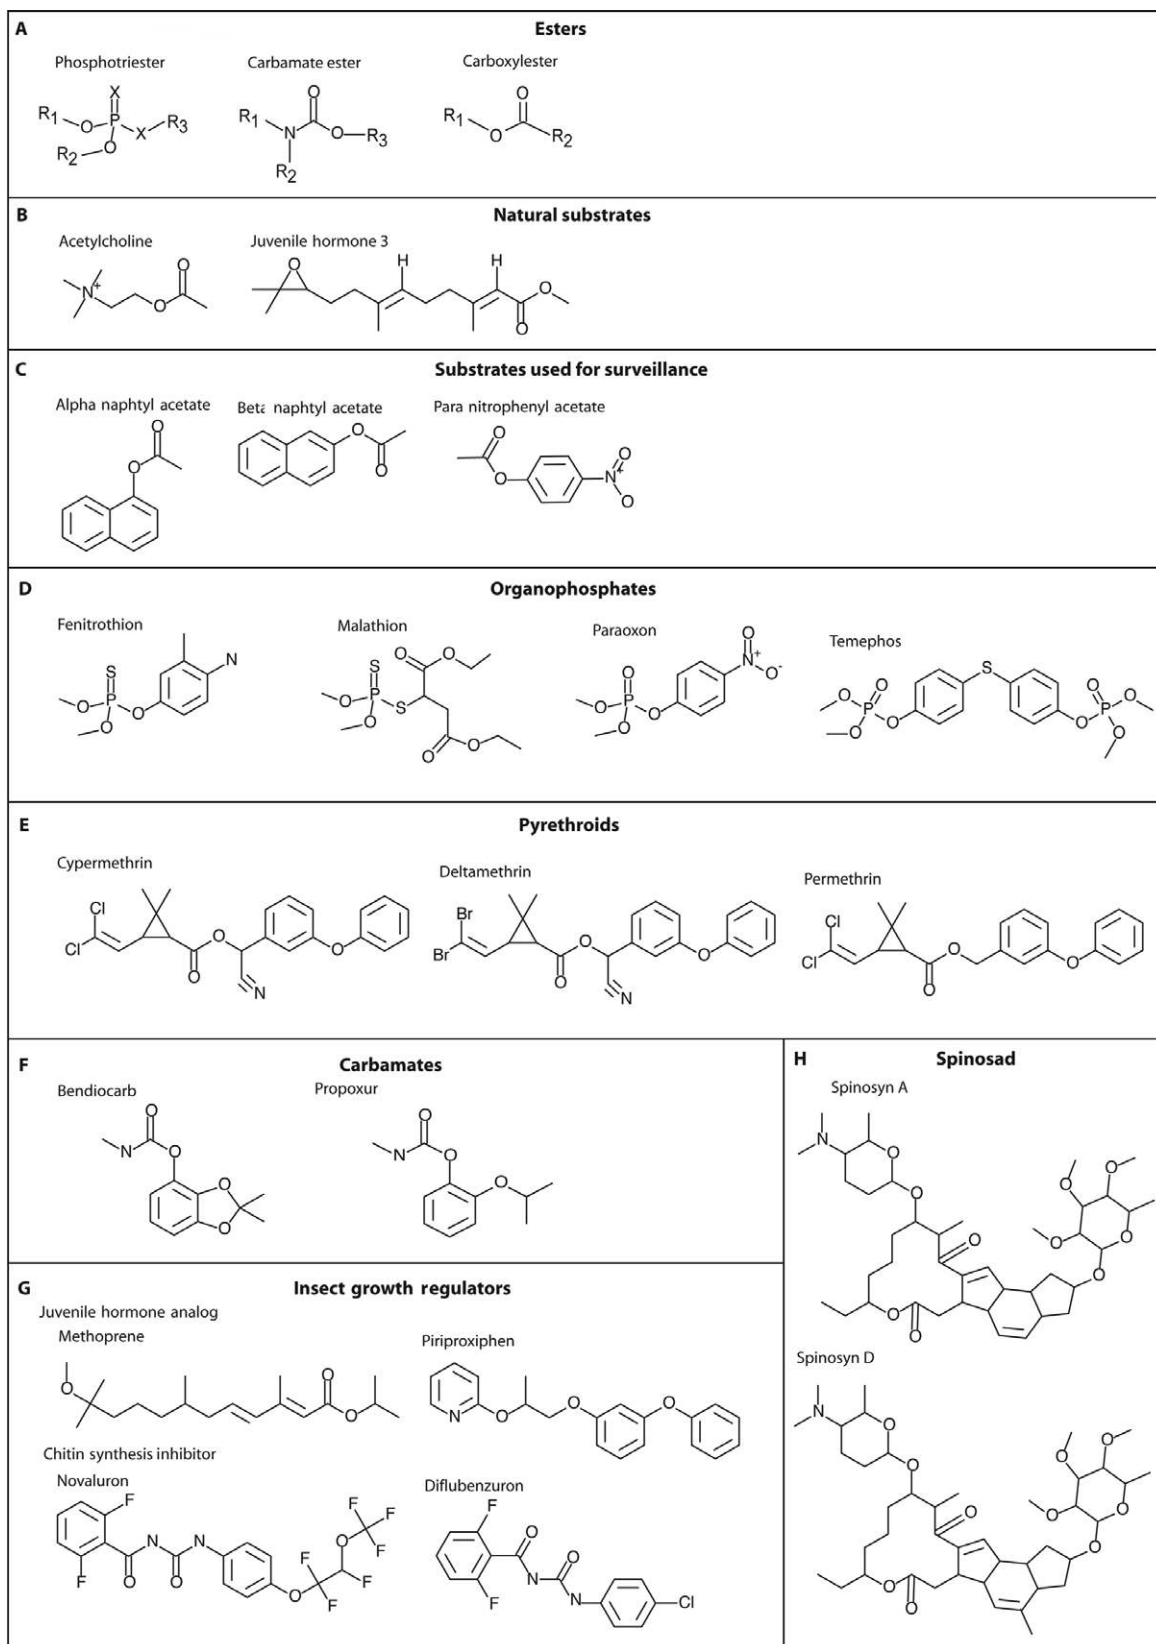 A Esters
Phosphotriester Carbamate ester Carboxylester
X
R1 O P X R3
R2 O
O
R1 N O R3
R2
O
R1 O R2
B Natural substrates
Acetylcholine Juvenile hormone 3
N+ O O
O H H O O
C Substrates used for surveillance
Alpha naphtyl acetate Beta naphtyl acetate Para nitrophenyl acetate
O O
O O
O O N+ O O
D Organophosphates
Fenitrothion Malathion Paraoxon Temephos
S O P O O N
S O P O S O O O O
O O P O O N+ O O-
O O P O O S O P O O O
E Pyrethroids
Cypermethrin Deltamethrin Permethrin
Cl Cl O O N O
Br Br O O N O
Cl Cl O O O
F Carbamates
Bendiocarb Propoxur
O N O O O
O N O O
G Insect growth regulators
Juvenile hormone analog
Methoprene Piriproxiphen
O O O
N O O O
Chitin synthesis inhibitor
Novaluron Diflubenzuron
F F O N O N O F F F O F F F
F F O N O N Cl
H Spinosad
Spinosyn A
N O O O O O O O O O O
Spinosyn D
N O O O O O O O O O O